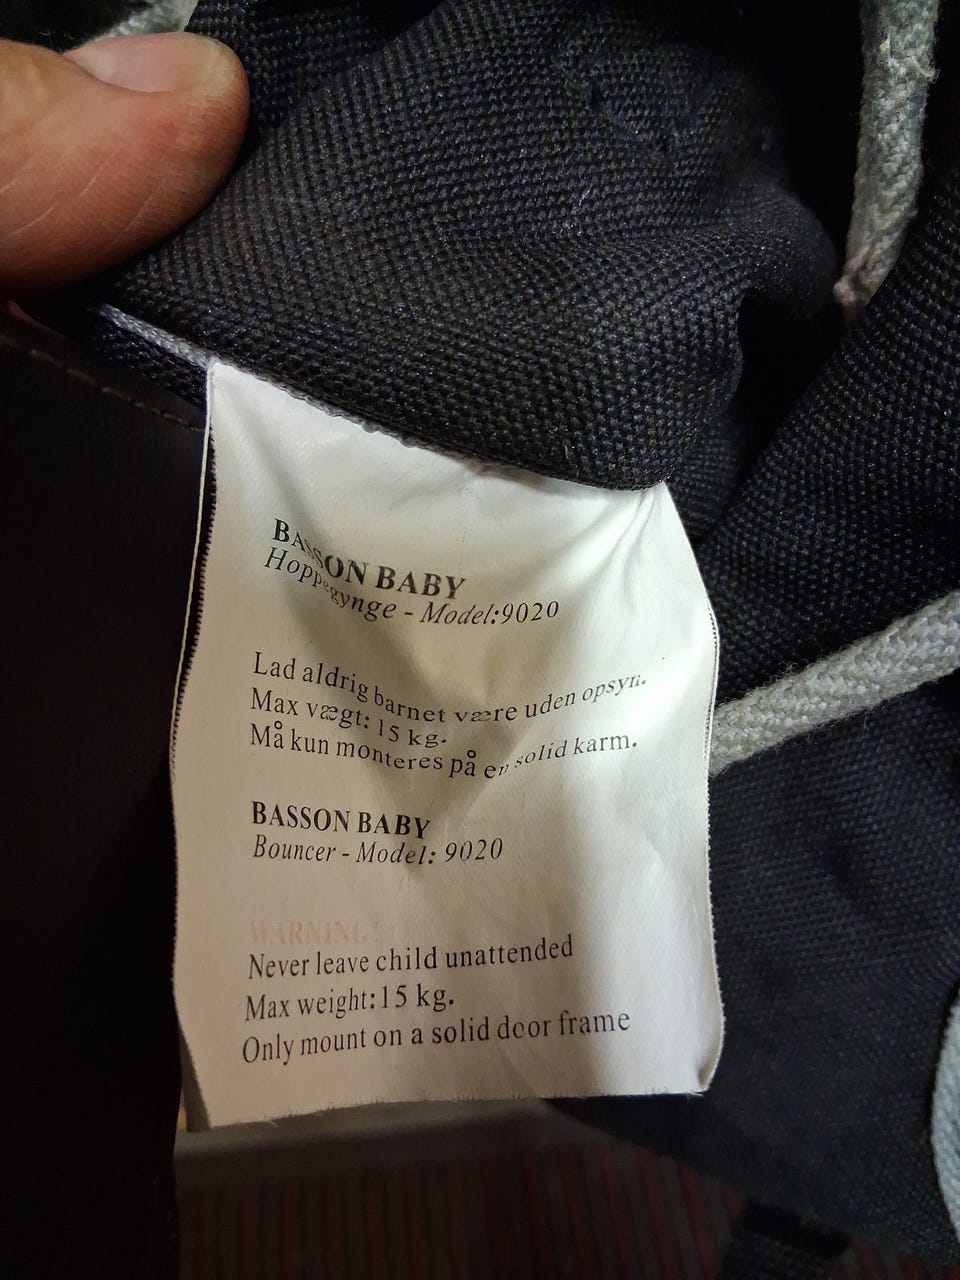 BASSON BABY
Hoppegynge - Model:9020
Lad aldrig barnet være uden opsyn.
Max vægt: 15 kg.
Må kun monteres på en solid karm.
BASSON BABY
Bouncer - Model: 9020
WARNING!
Never leave child unattended
Max weight:15 kg.
Only mount on a solid door frame